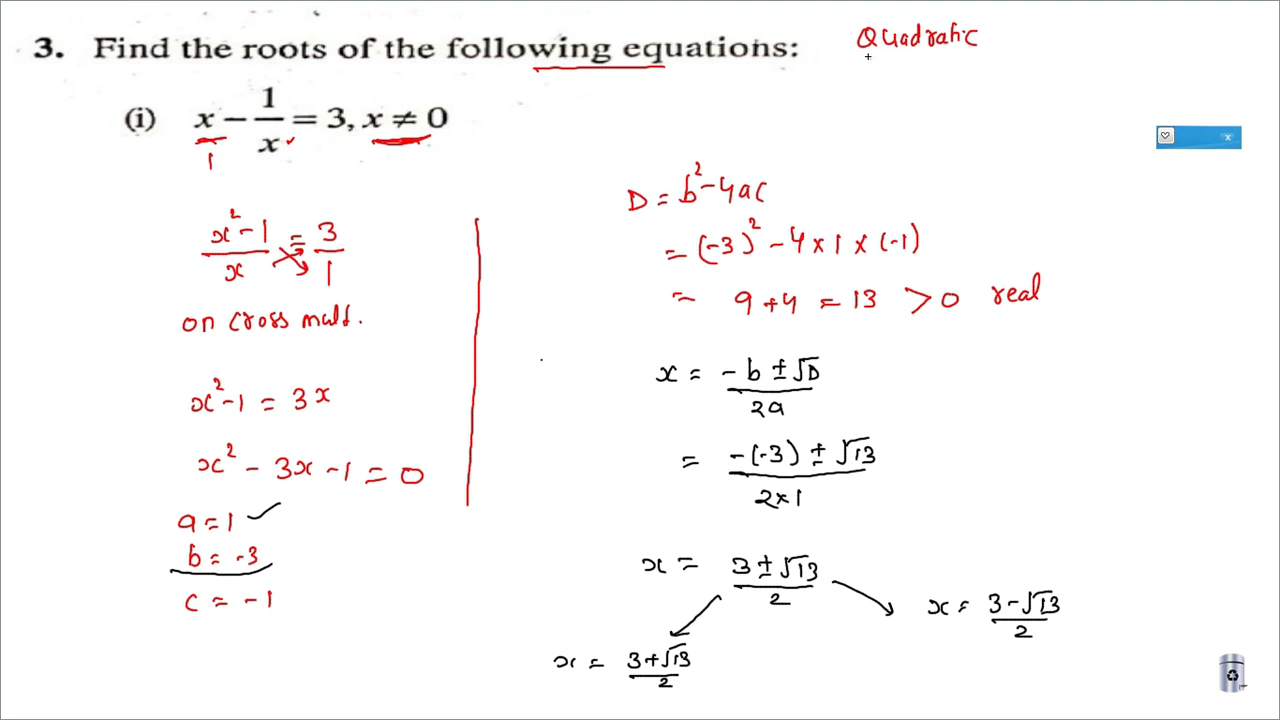 3. Find the roots of the following equations:
Quadratic
(i) x - 1/x = 3, x ≠ 0
1
(x² - 1)/x = 3/1
on cross mult.
x² - 1 = 3x
x² - 3x - 1 = 0
a = 1
b = -3
c = -1
D = b² - 4ac
= (-3)² - 4 × 1 × (-1)
= 9 + 4 = 13 > 0 real
x = (-b ± √D)/2a
= (-(-3) ± √13)/(2 × 1)
x = (3 ± √13)/2
x = (3 + √13)/2
x = (3 - √13)/2